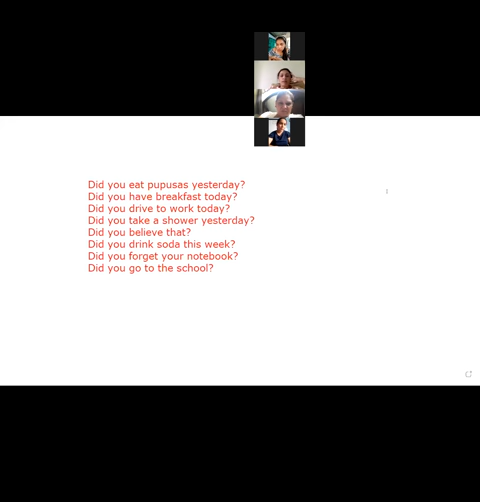 Did you eat pupusas yesterday?
Did you have breakfast today?
Did you drive to work today?
Did you take a shower yesterday?
Did you believe that?
Did you drink soda this week?
Did you forget your notebook?
Did you go to the school?